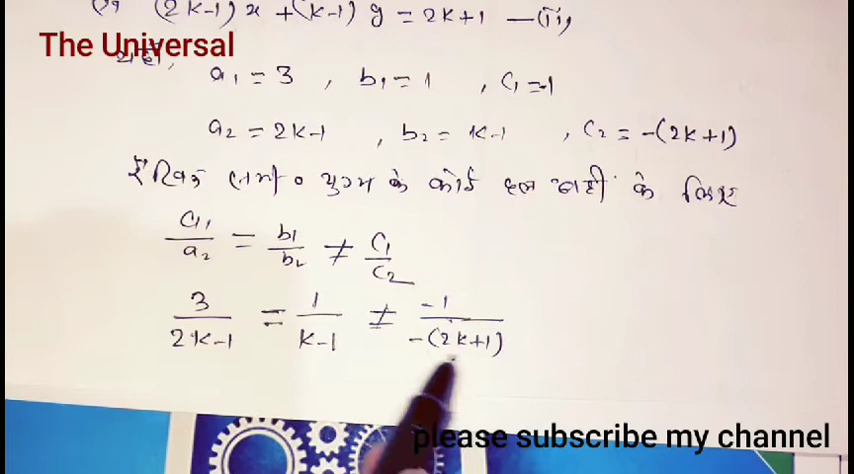 एवं (2k-1)x + (k-1) y = 2k+1 —(ii)
The Universal
यहाँ,
a₁ = 3 , b₁ = 1 , c₁ = -1
a₂ = 2k-1 , b₂ = k-1 , c₂ = -(2k+1)
रैखिक समी० युग्म के कोई हल नहीं के लिए
a₁/a₂ = b₁/b₂ ≠ c₁/c₂
3/2k-1 = 1/k-1 ≠ -1/-(2k+1)
please subscribe my channel